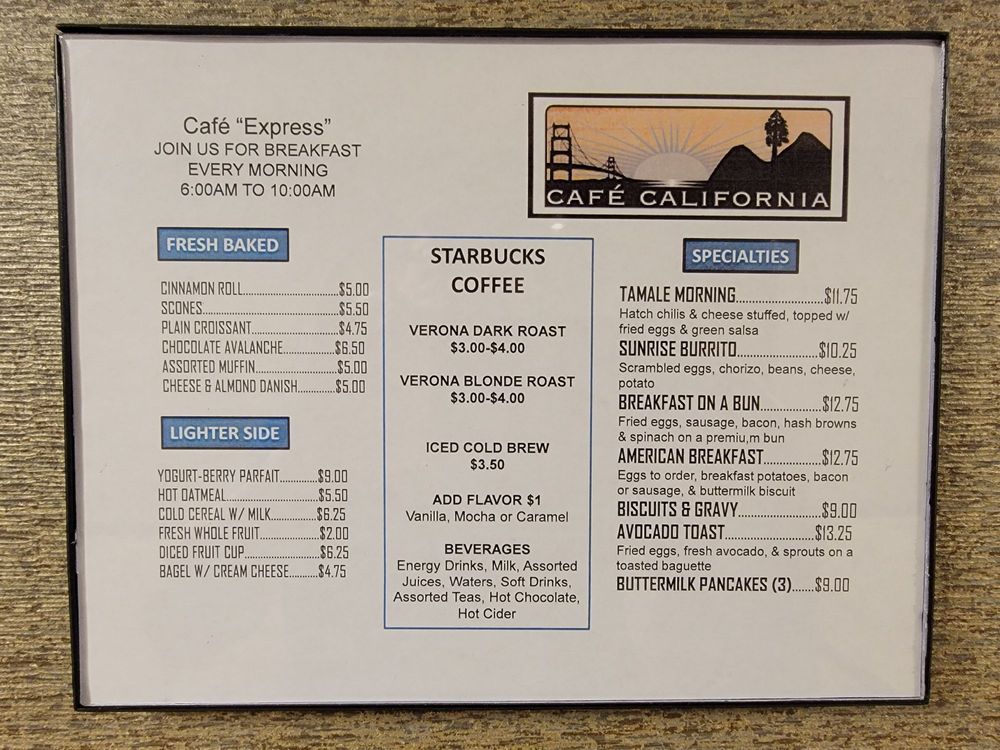 Café “Express”
JOIN US FOR BREAKFAST
EVERY MORNING
6:00AM TO 10:00AM
CAFÉ CALIFORNIA
FRESH BAKED
CINNAMON ROLL..............................$5.00
SCONES...........................................$5.50
PLAIN CROISSANT............................$4.75
CHOCOLATE AVALANCHE..................$6.50
ASSORTED MUFFIN..........................$5.00
CHEESE & ALMOND DANISH...............$5.00
LIGHTER SIDE
YOGURT-BERRY PARFAIT............$9.00
HOT OATMEAL............................$5.50
COLD CEREAL W/ MILK..............$6.25
FRESH WHOLE FRUIT.................$2.00
DICED FRUIT CUP.......................$6.25
BAGEL W/ CREAM CHEESE.........$4.75
STARBUCKS
COFFEE
VERONA DARK ROAST
$3.00-$4.00
VERONA BLONDE ROAST
$3.00-$4.00
ICED COLD BREW
$3.50
ADD FLAVOR $1
Vanilla, Mocha or Caramel
BEVERAGES
Energy Drinks, Milk, Assorted
Juices, Waters, Soft Drinks,
Assorted Teas, Hot Chocolate,
Hot Cider
SPECIALTIES
TAMALE MORNING....................$11.75
Hatch chilis & cheese stuffed, topped w/
fried eggs & green salsa
SUNRISE BURRITO...................$10.25
Scrambled eggs, chorizo, beans, cheese,
potato
BREAKFAST ON A BUN..............$12.75
Fried eggs, sausage, bacon, hash browns
& spinach on a premiu,m bun
AMERICAN BREAKFAST.............$12.75
Eggs to order, breakfast potatoes, bacon
or sausage, & buttermilk biscuit
BISCUITS & GRAVY...................$9.00
AVOCADO TOAST......................$13.25
Fried eggs, fresh avocado, & sprouts on a
toasted baguette
BUTTERMILK PANCAKES (3).......$9.00